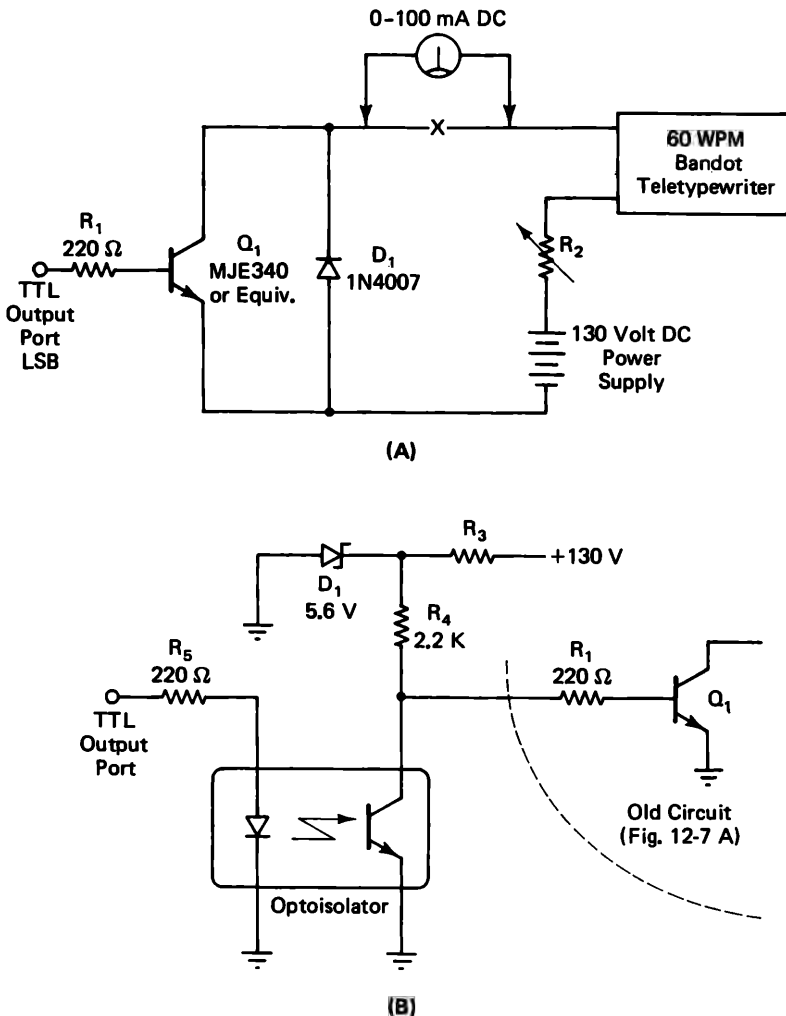 0-100 mA DC
X
60 WPM
Bandot
Teletypewriter
R1
220 Ω
Q1
MJE340
or Equiv.
D1
1N4007
R2
TTL
Output
Port
LSB
130 Volt DC
Power
Supply
(A)
R3
+130 V
D1
5.6 V
R4
2.2 K
R5
220 Ω
R1
220 Ω
Q1
TTL
Output
Port
Old Circuit
(Fig. 12-7 A)
Optoisolator
(B)